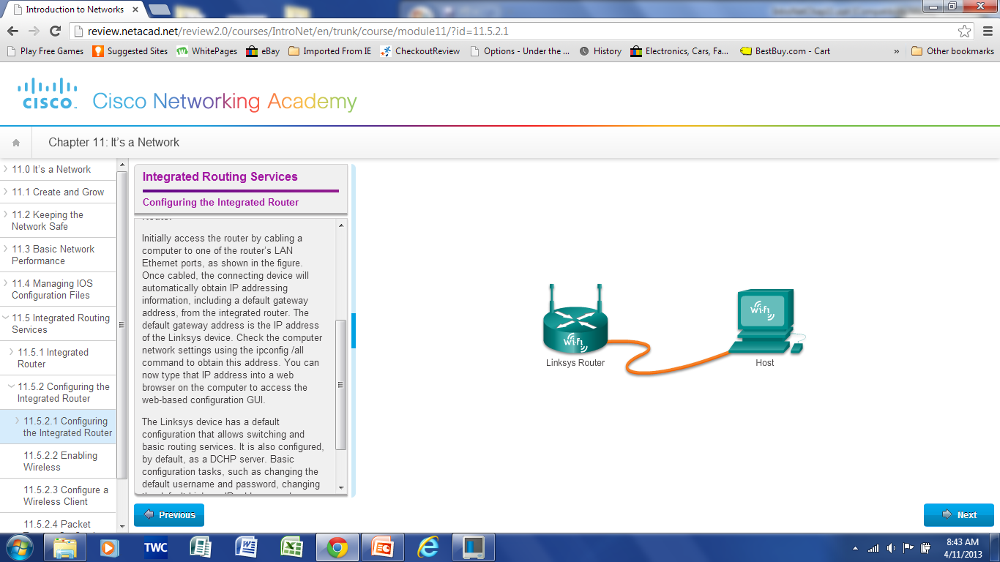 Introduction to Networks
review.netacad.net/review2.0/courses/IntroNet/en/trunk/course/module11/?id=11.5.2.1
Play Free Games
Suggested Sites
WhitePages
eBay
Imported From IE
CheckoutReview
Options - Under the ...
History
Electronics, Cars, Fa...
BestBuy.com - Cart
»
Other bookmarks
CISCO.
Cisco Networking Academy
Chapter 11: It's a Network
11.0 It's a Network
11.1 Create and Grow
11.2 Keeping the
Network Safe
11.3 Basic Network
Performance
11.4 Managing IOS
Configuration Files
11.5 Integrated Routing
Services
11.5.1 Integrated
Router
11.5.2 Configuring the
Integrated Router
11.5.2.1 Configuring
the Integrated Router
11.5.2.2 Enabling
Wireless
11.5.2.3 Configure a
Wireless Client
11.5.2.4 Packet
Integrated Routing Services
Configuring the Integrated Router
Initially access the router by cabling a
computer to one of the router's LAN
Ethernet ports, as shown in the figure.
Once cabled, the connecting device will
automatically obtain IP addressing
information, including a default gateway
address, from the integrated router. The
default gateway address is the IP address
of the Linksys device. Check the computer
network settings using the ipconfig /all
command to obtain this address. You can
now type that IP address into a web
browser on the computer to access the
web-based configuration GUI.
The Linksys device has a default
configuration that allows switching and
basic routing services. It is also configured,
by default, as a DCHP server. Basic
configuration tasks, such as changing the
default username and password, changing
Wi-Fi
Linksys Router
Wi-Fi
Host
Previous
Next
TWC
8:43 AM
4/11/2013